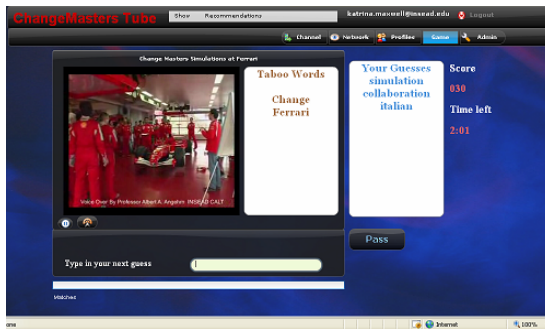 ChangeMasters Tube
Show Recommendations
katrina.maxwell@insead.edu Logout
Channel Network Profiles Game Admin
Change Masters Simulations at Ferrari
Taboo Words
Change
Ferrari
Your Guesses
simulation
collaboration
italian
Score
030
Time left
2:01
Voice Over By Professor Albert A. Angehrn INSEAD CALT
Pass
Type in your next guess
Matches
one
Internet
100%